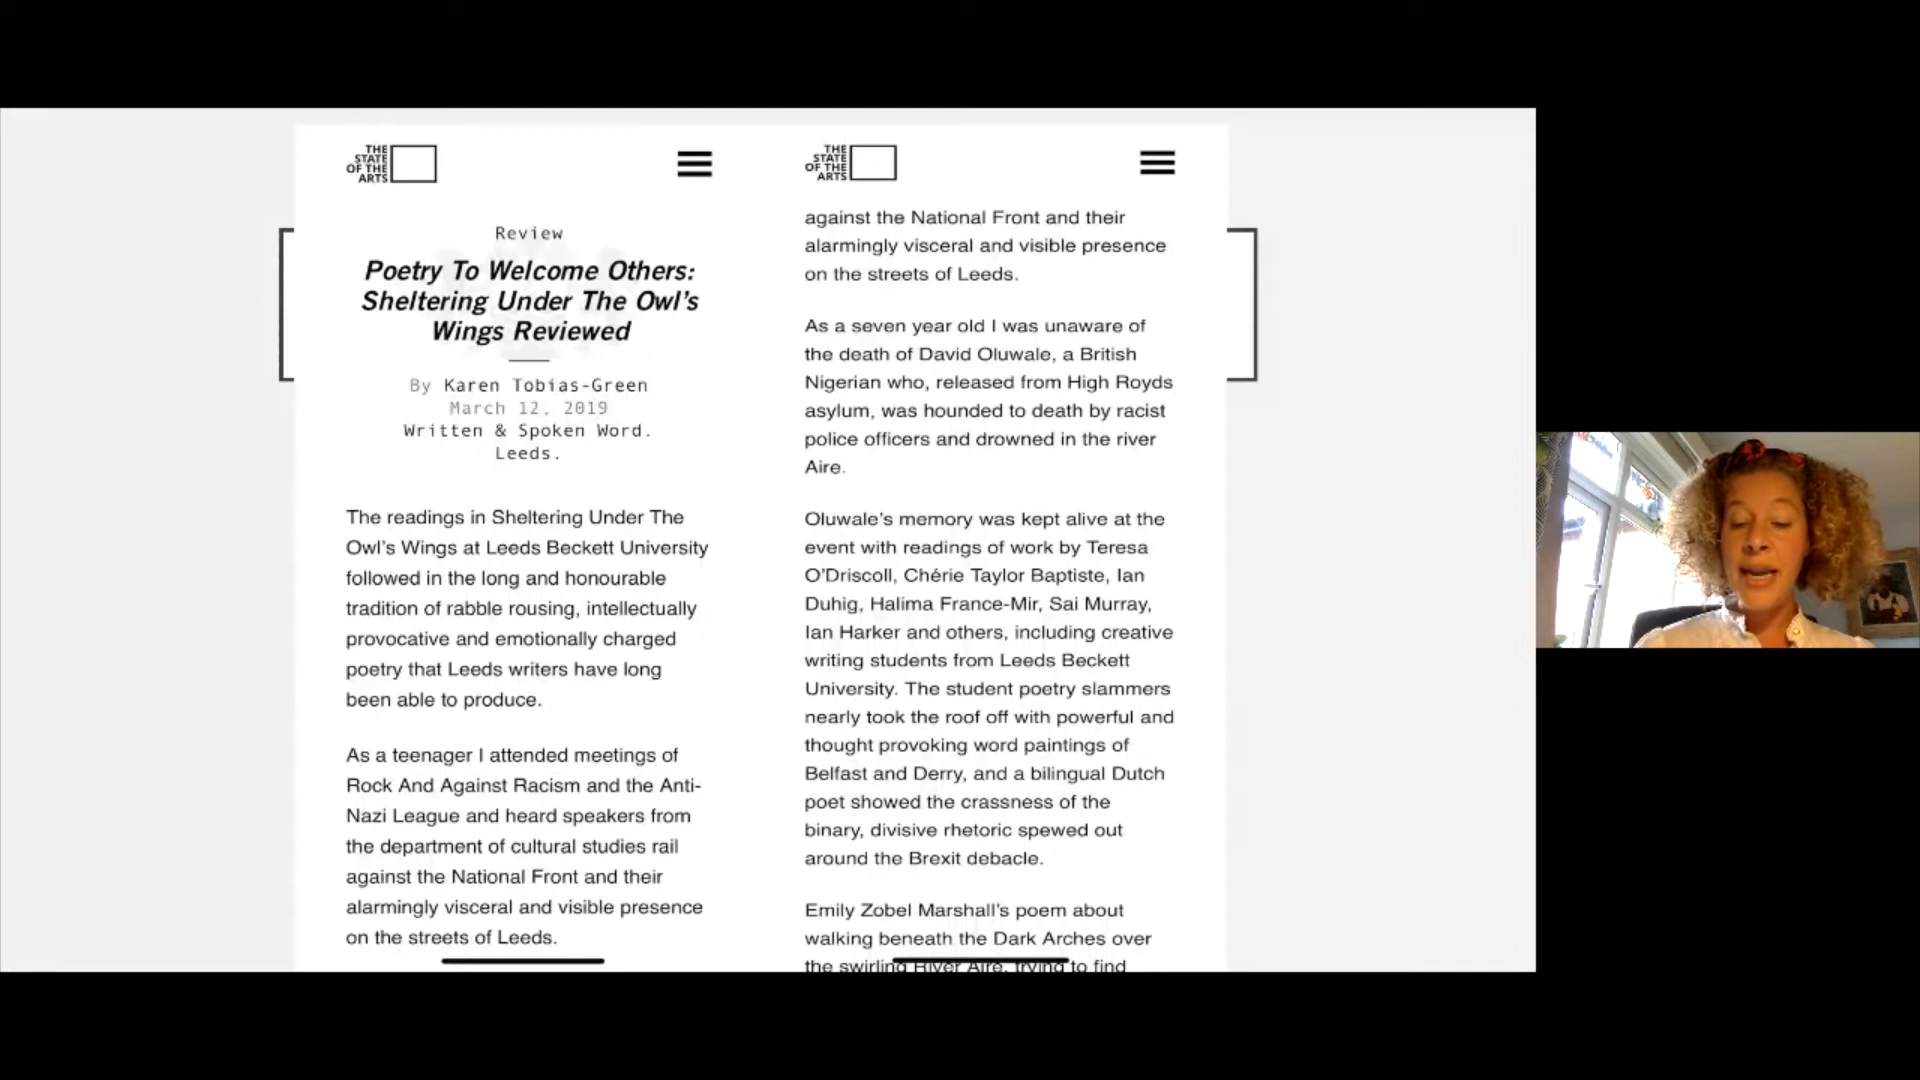 THE
STATE
OF THE
ARTS
Review
Poetry To Welcome Others:
Sheltering Under The Owl's
Wings Reviewed
By Karen Tobias-Green
March 12, 2019
Written & Spoken Word.
Leeds.
The readings in Sheltering Under The
Owl's Wings at Leeds Beckett University
followed in the long and honourable
tradition of rabble rousing, intellectually
provocative and emotionally charged
poetry that Leeds writers have long
been able to produce.
As a teenager I attended meetings of
Rock And Against Racism and the Anti-
Nazi League and heard speakers from
the department of cultural studies rail
against the National Front and their
alarmingly visceral and visible presence
on the streets of Leeds.
THE
STATE
OF THE
ARTS
against the National Front and their
alarmingly visceral and visible presence
on the streets of Leeds.
As a seven year old I was unaware of
the death of David Oluwale, a British
Nigerian who, released from High Royds
asylum, was hounded to death by racist
police officers and drowned in the river
Aire.
Oluwale's memory was kept alive at the
event with readings of work by Teresa
O'Driscoll, Chérie Taylor Baptiste, Ian
Duhig, Halima France-Mir, Sai Murray,
Ian Harker and others, including creative
writing students from Leeds Beckett
University. The student poetry slammers
nearly took the roof off with powerful and
thought provoking word paintings of
Belfast and Derry, and a bilingual Dutch
poet showed the crassness of the
binary, divisive rhetoric spewed out
around the Brexit debacle.
Emily Zobel Marshall's poem about
walking beneath the Dark Arches over
the swirling River Aire, trying to find